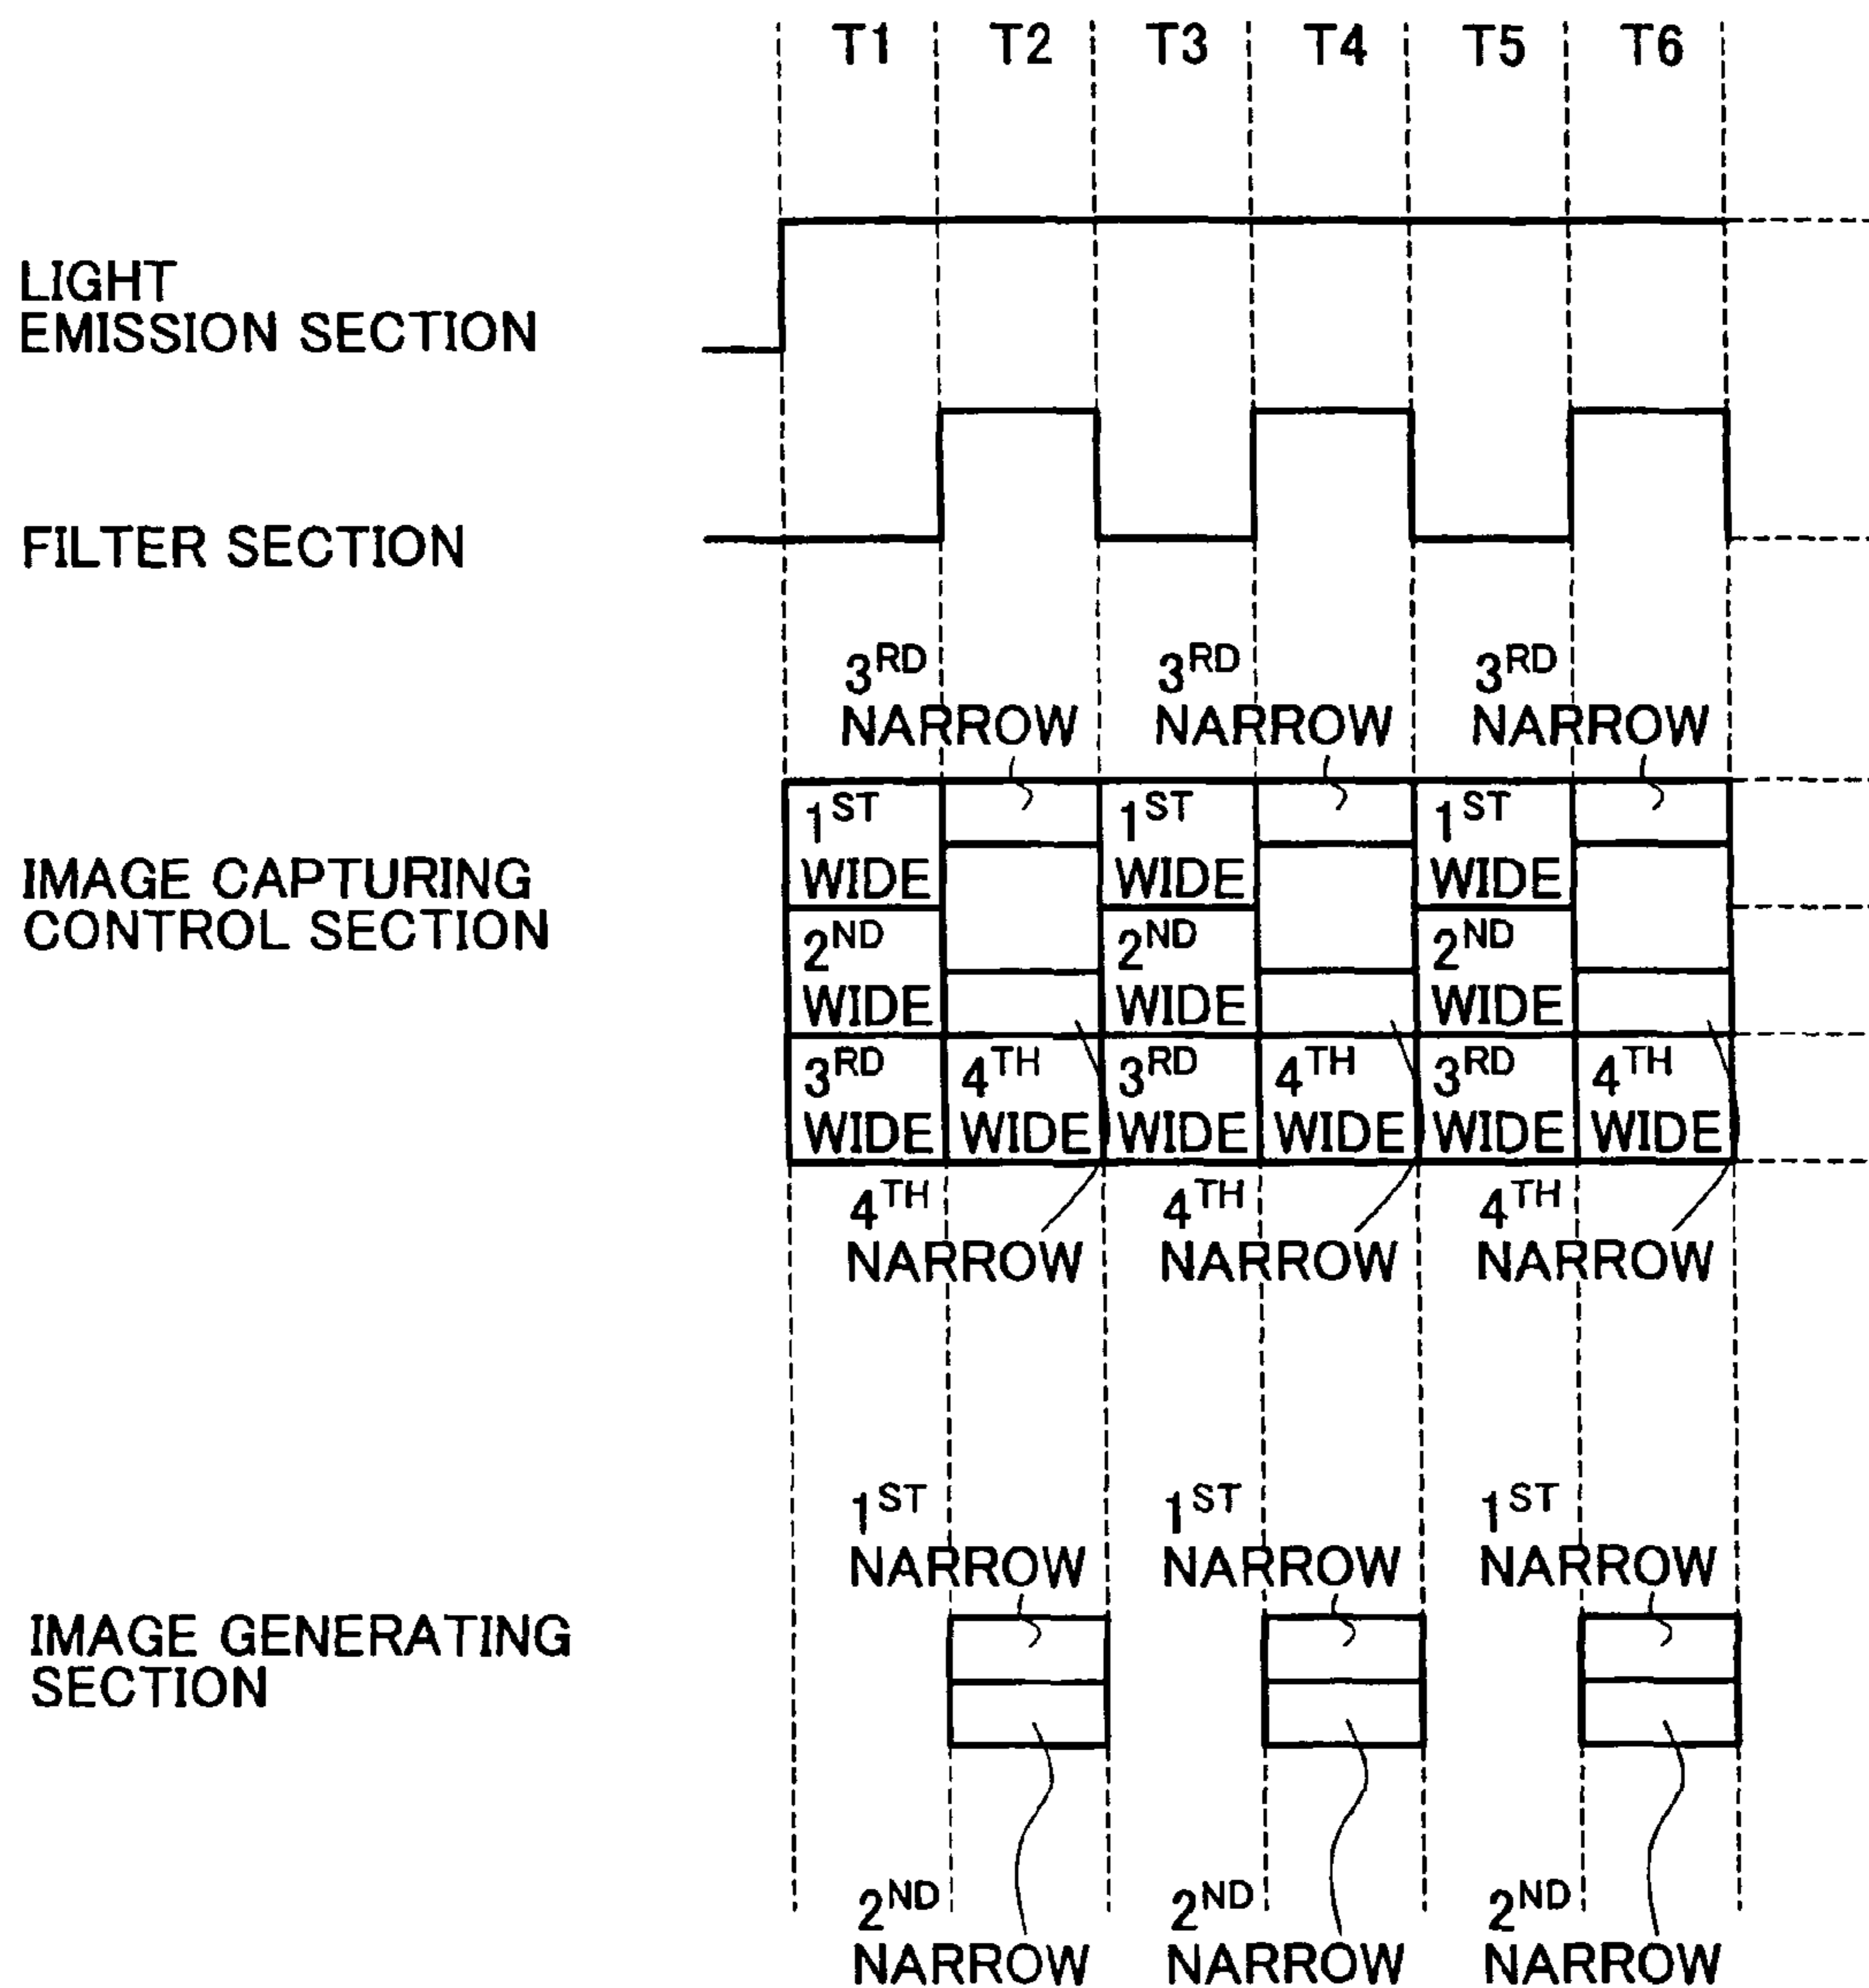 T1 T2 T3 T4 T5 T6
LIGHT
EMISSION SECTION
FILTER SECTION
3RD 3RD 3RD
NARROW NARROW NARROW
IMAGE CAPTURING
CONTROL SECTION
1ST 1ST 1ST
WIDE WIDE WIDE
2ND 2ND 2ND
WIDE WIDE WIDE
3RD 4TH 3RD 4TH 3RD 4TH
WIDE WIDE WIDE WIDE WIDE WIDE
4TH 4TH 4TH
NARROW NARROW NARROW
1ST 1ST 1ST
NARROW NARROW NARROW
IMAGE GENERATING
SECTION
2ND 2ND 2ND
NARROW NARROW NARROW